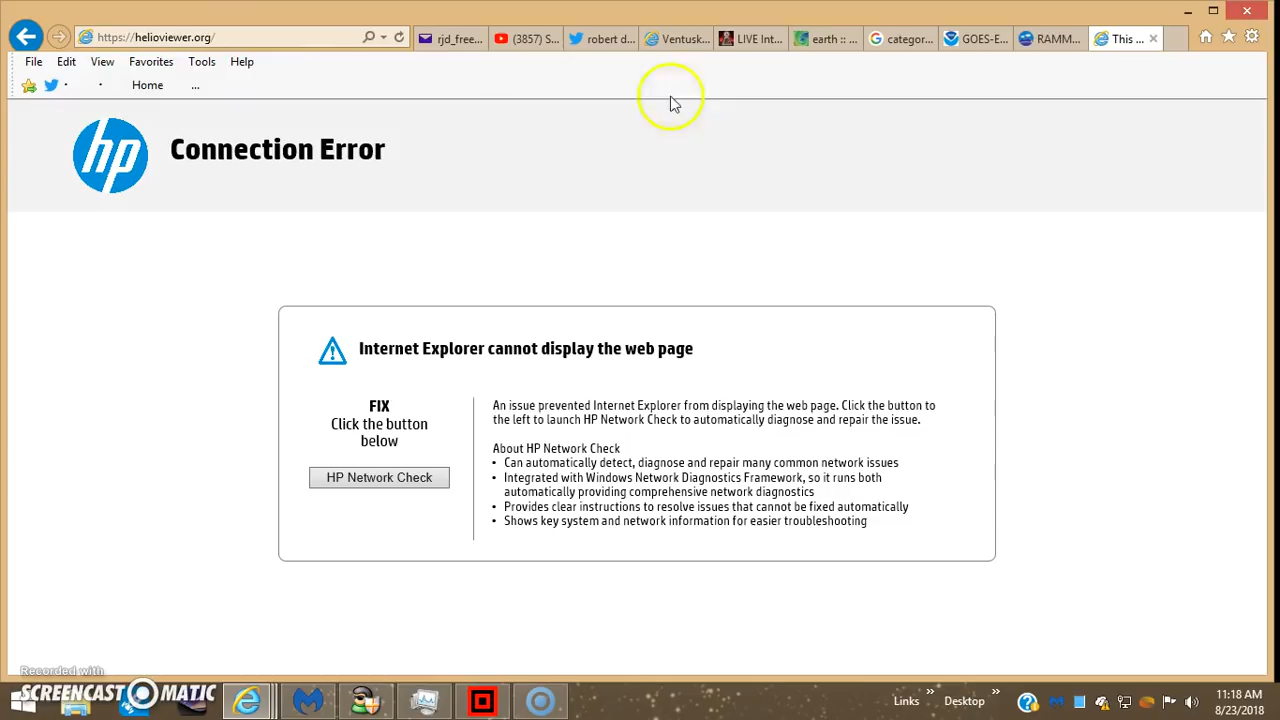 https://helioviewer.org/
rjd_free...
(3857) S...
robert d...
Ventusk...
LIVE Int...
earth :: ...
categor...
GOES-E...
RAMM...
This ...
File Edit View Favorites Tools Help
Home ...
hp
Connection Error
Internet Explorer cannot display the web page
FIX
Click the button
below
HP Network Check
An issue prevented Internet Explorer from displaying the web page. Click the button to
the left to launch HP Network Check to automatically diagnose and repair the issue.
About HP Network Check
• Can automatically detect, diagnose and repair many common network issues
• Integrated with Windows Network Diagnostics Framework, so it runs both
automatically providing comprehensive network diagnostics
• Provides clear instructions to resolve issues that cannot be fixed automatically
• Shows key system and network information for easier troubleshooting
Recorded with
SCREENCAST MATIC
Links »
Desktop »
11:18 AM
8/23/2018